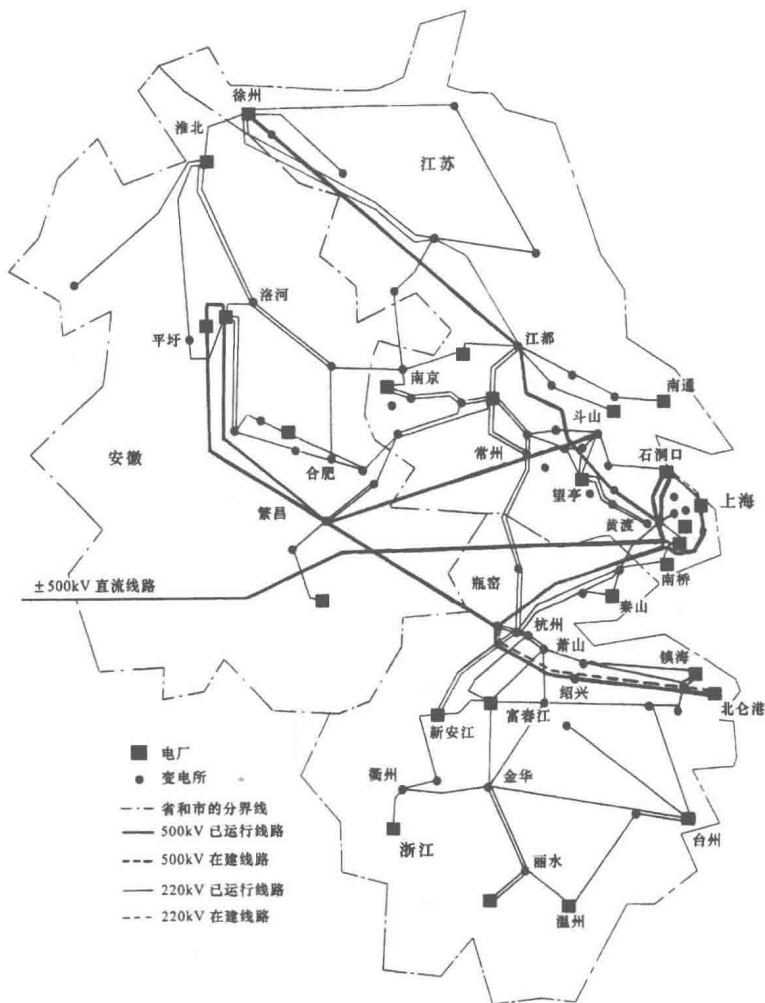 徐州
淮北
江苏
洛河
平圩
江都
南京
南通
斗山
安徽
合肥
常州
石洞口
望亭
上海
繁昌
黄渡
±500kV 直流线路
瓶窑
南桥
秦山
杭州
萧山
镇海
绍兴
北仑港
新安江
富春江
电厂
变电所
衢州
金华
省和市的分界线
500kV 已运行线路
浙江
台州
500kV 在建线路
丽水
220kV 已运行线路
温州
220kV 在建线路